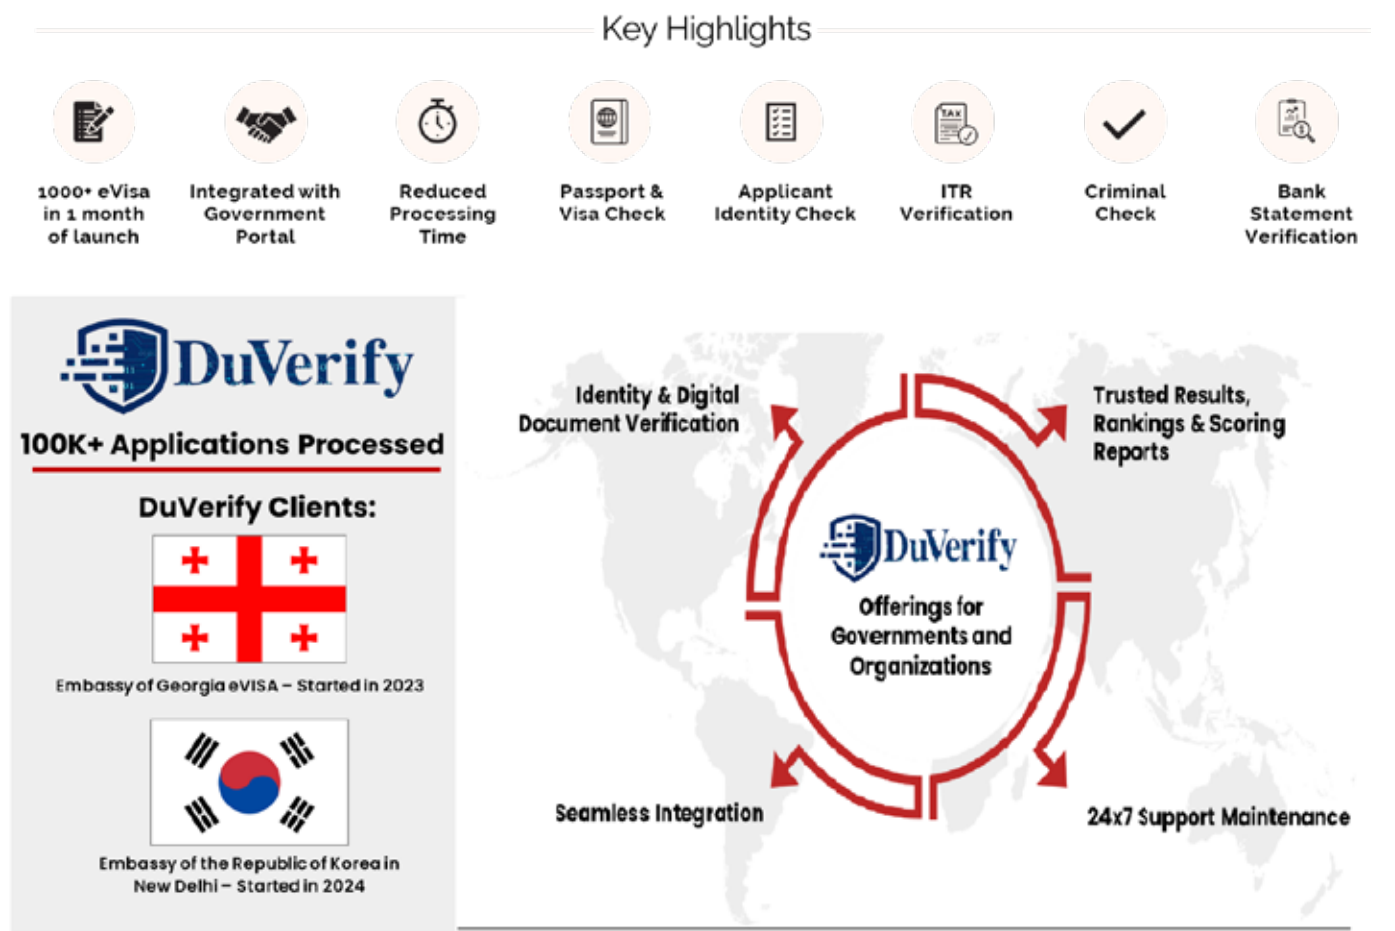 Key Highlights
1000+ eVisa
in 1 month
of launch
Integrated with
Government
Portal
Reduced
Processing
Time
Passport &
Visa Check
Applicant
Identity Check
TAX
ITR
Verification
Criminal
Check
Bank
Statement
Verification
DuVerify
100K+ Applications Processed
DuVerify Clients:
Embassy of Georgia eVISA – Started in 2023
Embassy of the Republic of Korea in
New Delhi – Started in 2024
Identity & Digital
Document Verification
Trusted Results,
Rankings & Scoring
Reports
DuVerify
Offerings for
Governments and
Organizations
Seamless Integration
24x7 Support Maintenance